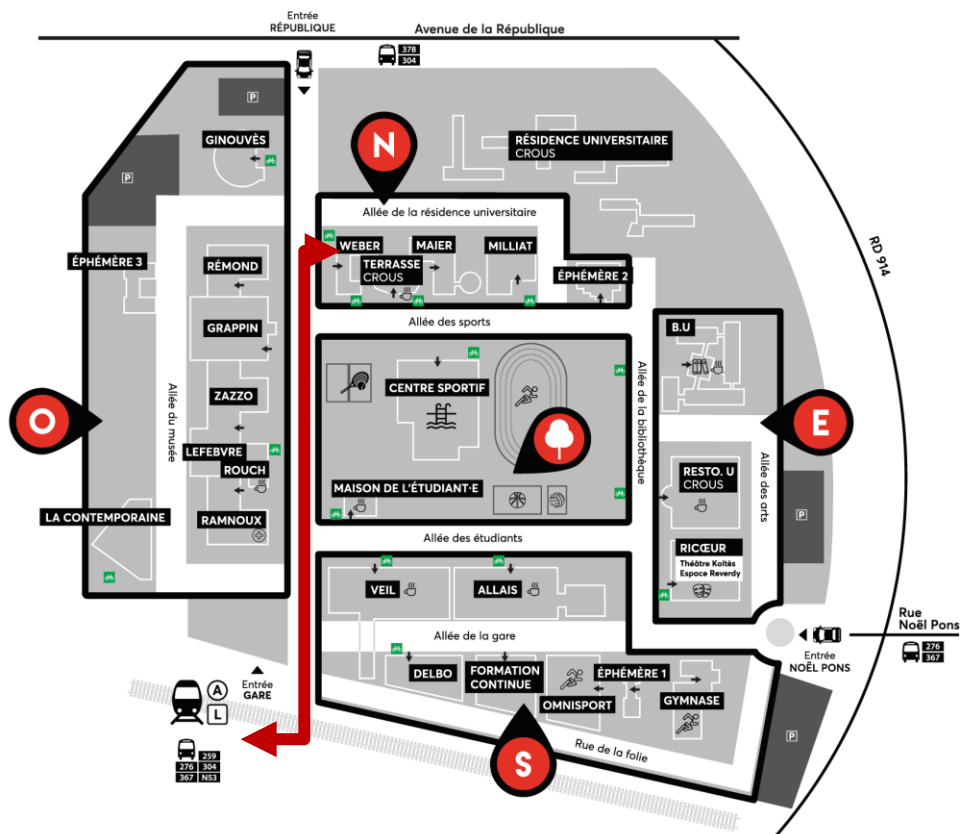 Entrée
RÉPUBLIQUE
Avenue de la République
378
304
P
GINOUVÈS
P
N
RÉSIDENCE UNIVERSITAIRE
CROUS
Allée de la résidence universitaire
RD 914
WEBER
MAIER
MILLIAT
TERRASSE
CROUS
ÉPHÉMÈRE 3
RÉMOND
ÉPHÉMÈRE 2
Allée des sports
GRAPPIN
B.U
CENTRE SPORTIF
ZAZZO
Allée du musée
Allée de la bibliothèque
O
E
LEFEBVRE
ROUCH
RESTO. U
CROUS
Allée des arts
MAISON DE L'ÉTUDIANT·E
LA CONTEMPORAINE
RAMNOUX
P
Allée des étudiants
RICŒUR
Théâtre Koltès
Espace Reverdy
VEIL
ALLAIS
Rue
Noël Pons
276
367
Allée de la gare
Entrée
NOËL PONS
DELBO
FORMATION
CONTINUE
ÉPHÉMÈRE 1
OMNISPORT
GYMNASE
Entrée
GARE
A
L
P
Rue de la folie
S
259
276 304
367 N53